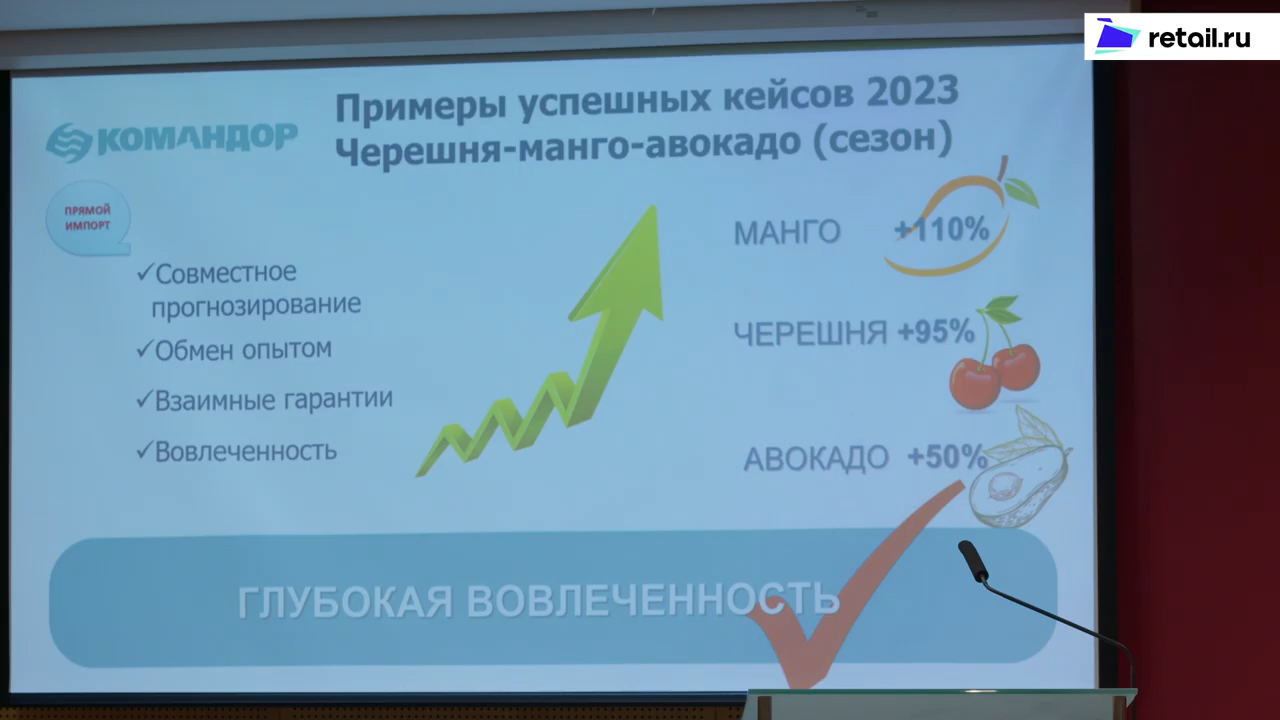 retail.ru
Примеры успешных кейсов 2023
Черешня-манго-авокадо (сезон)
КОМАНДОР
ПРЯМОЙ
ИМПОРТ
✓Совместное
прогнозирование
✓Обмен опытом
✓Взаимные гарантии
✓Вовлеченность
МАНГО +110%
ЧЕРЕШНЯ +95%
АВОКАДО +50%
ГЛУБОКАЯ ВОВЛЕЧЕННОСТЬ